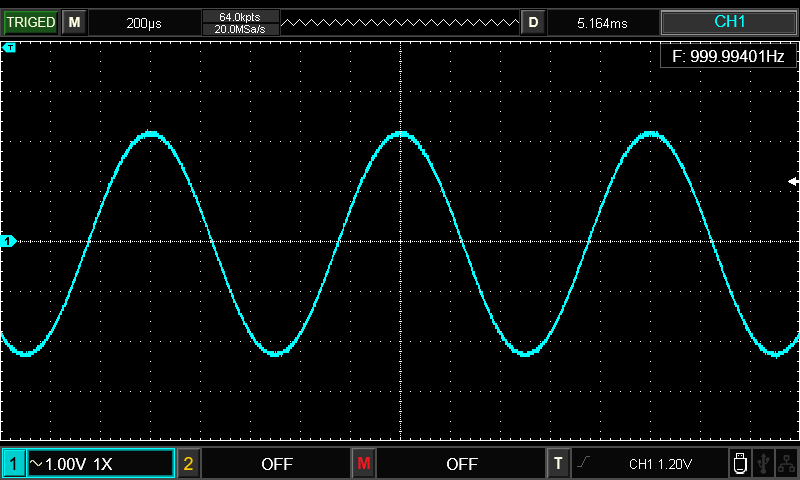 TRIGED M 200µs 64.0kpts D 5.164ms CH1
20.0MSa/s
T
F: 999.99401Hz
1
1 ~1.00V 1X 2 OFF M OFF T CH1 1.20V